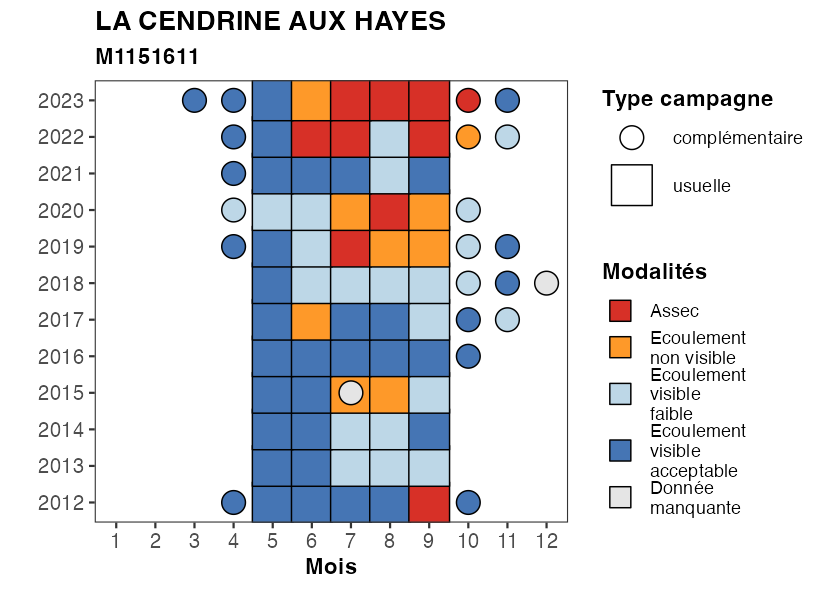 LA CENDRINE AUX HAYES
M1151611
2023
2022
2021
2020
2019
2018
2017
2016
2015
2014
2013
2012
1 2 3 4 5 6 7 8 9 10 11 12
Mois
Type campagne
complémentaire
usuelle
Modalités
Assec
Ecoulement
non visible
Ecoulement
visible
faible
Ecoulement
visible
acceptable
Donnée
manquante